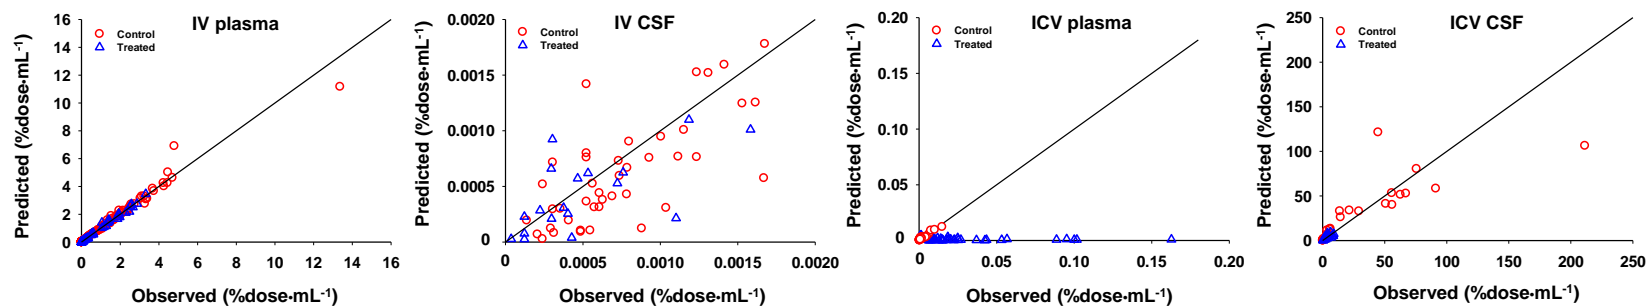 IV plasma
Control
Treated
Predicted (%dose·mL⁻¹)
16
14
12
10
8
6
4
2
0
0 2 4 6 8 10 12 14 16
Observed (%dose·mL⁻¹)
IV CSF
Control
Treated
Predicted (%dose·mL⁻¹)
0.0020
0.0015
0.0010
0.0005
0
0 0.0005 0.0010 0.0015 0.0020
Observed (%dose·mL⁻¹)
ICV plasma
Control
Treated
Predicted (%dose·mL⁻¹)
0.20
0.15
0.10
0.05
0
0 0.05 0.10 0.15 0.20
Observed (%dose·mL⁻¹)
ICV CSF
Control
Treated
Predicted (%dose·mL⁻¹)
250
200
150
100
50
0
0 50 100 150 200 250
Observed (%dose·mL⁻¹)